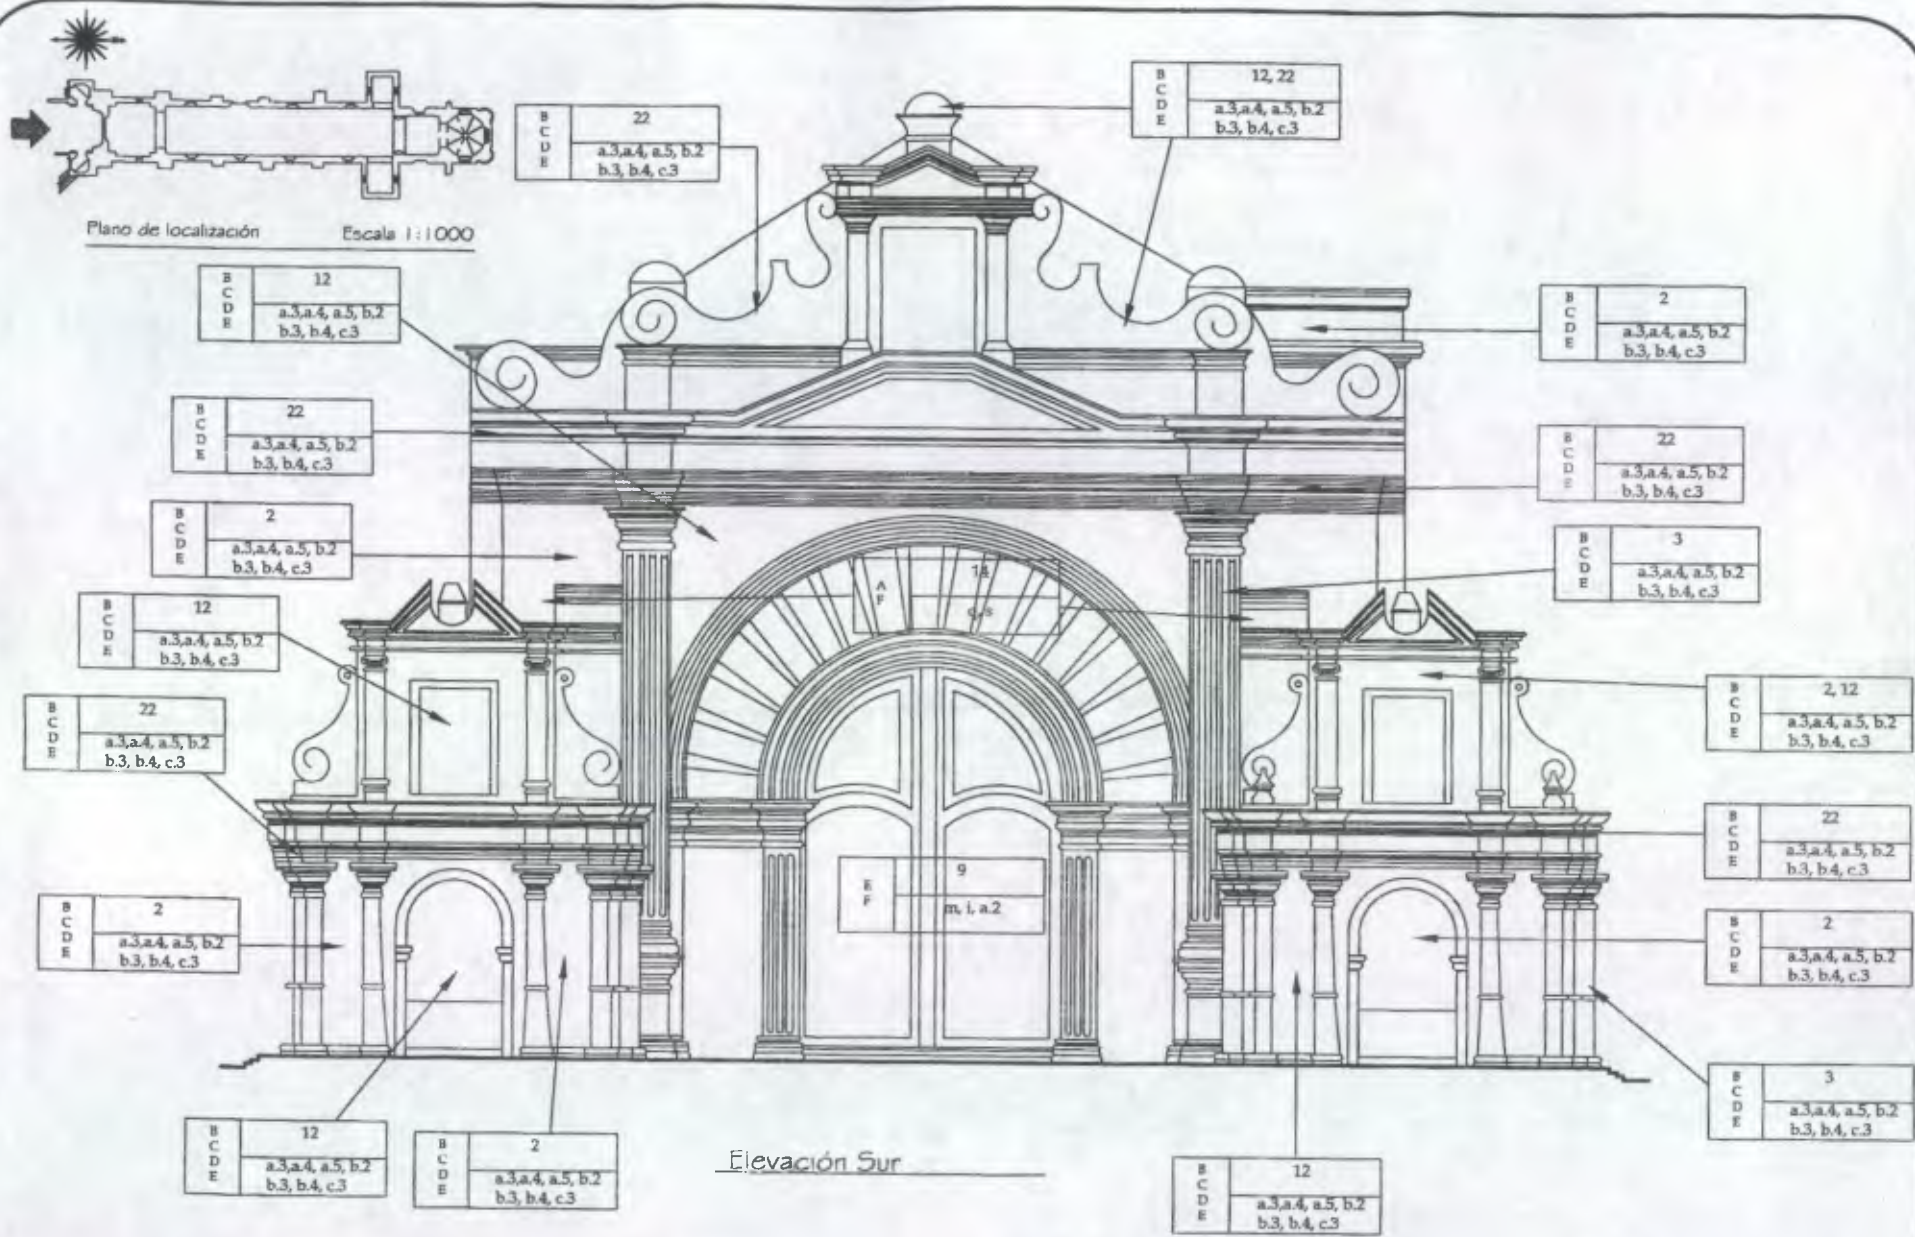 12, 22
B C D E
a.3,a.4, a.5, b.2
b.3, b.4, c.3
22
B C D E
a.3,a.4, a.5, b.2
b.3, b.4, c.3
Plano de localización Escala 1:1000
12
B C D E
a.3,a.4, a.5, b.2
b.3, b.4, c.3
2
B C D E
a.3,a.4, a.5, b.2
b.3, b.4, c.3
22
B C D E
a.3,a.4, a.5, b.2
b.3, b.4, c.3
22
B C D E
a.3,a.4, a.5, b.2
b.3, b.4, c.3
2
B C D E
a.3,a.4, a.5, b.2
b.3, b.4, c.3
3
B C D E
a.3,a.4, a.5, b.2
b.3, b.4, c.3
14
A F
12
B C D E
a.3,a.4, a.5, b.2
b.3, b.4, c.3
2, 12
B C D E
a.3,a.4, a.5, b.2
b.3, b.4, c.3
22
B C D E
a.3,a.4, a.5, b.2
b.3, b.4, c.3
22
B C D E
a.3,a.4, a.5, b.2
b.3, b.4, c.3
9
E F
m, i, a.2
2
B C D E
a.3,a.4, a.5, b.2
b.3, b.4, c.3
2
B C D E
a.3,a.4, a.5, b.2
b.3, b.4, c.3
3
B C D E
a.3,a.4, a.5, b.2
b.3, b.4, c.3
12
B C D E
a.3,a.4, a.5, b.2
b.3, b.4, c.3
2
B C D E
a.3,a.4, a.5, b.2
b.3, b.4, c.3
Elevación Sur
12
B C D E
a.3,a.4, a.5, b.2
b.3, b.4, c.3